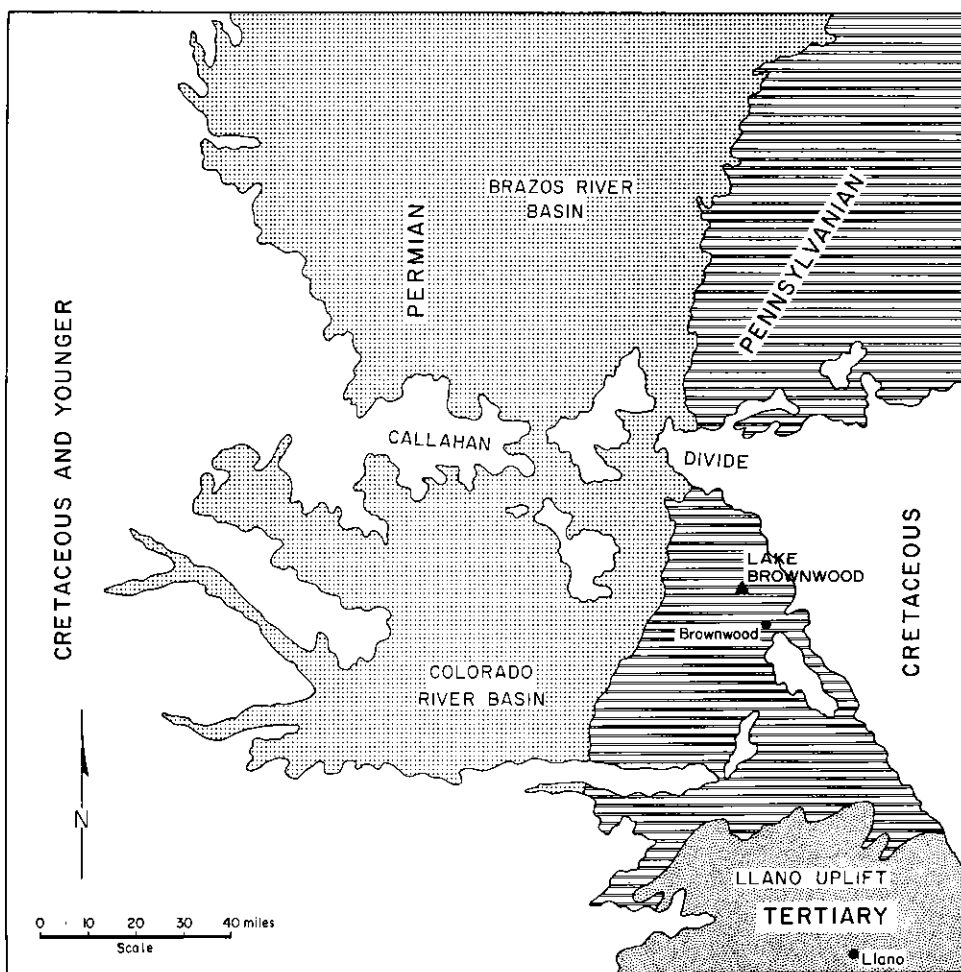 BRAZOS RIVER
BASIN
PERMIAN
PENNSYLVANIAN
CRETACEOUS AND YOUNGER
CALLAHAN
DIVIDE
LAKE
BROWNWOOD
Brownwood
CRETACEOUS
COLORADO
RIVER BASIN
N
LLANO UPLIFT
TERTIARY
Llano
0 10 20 30 40 miles
Scale